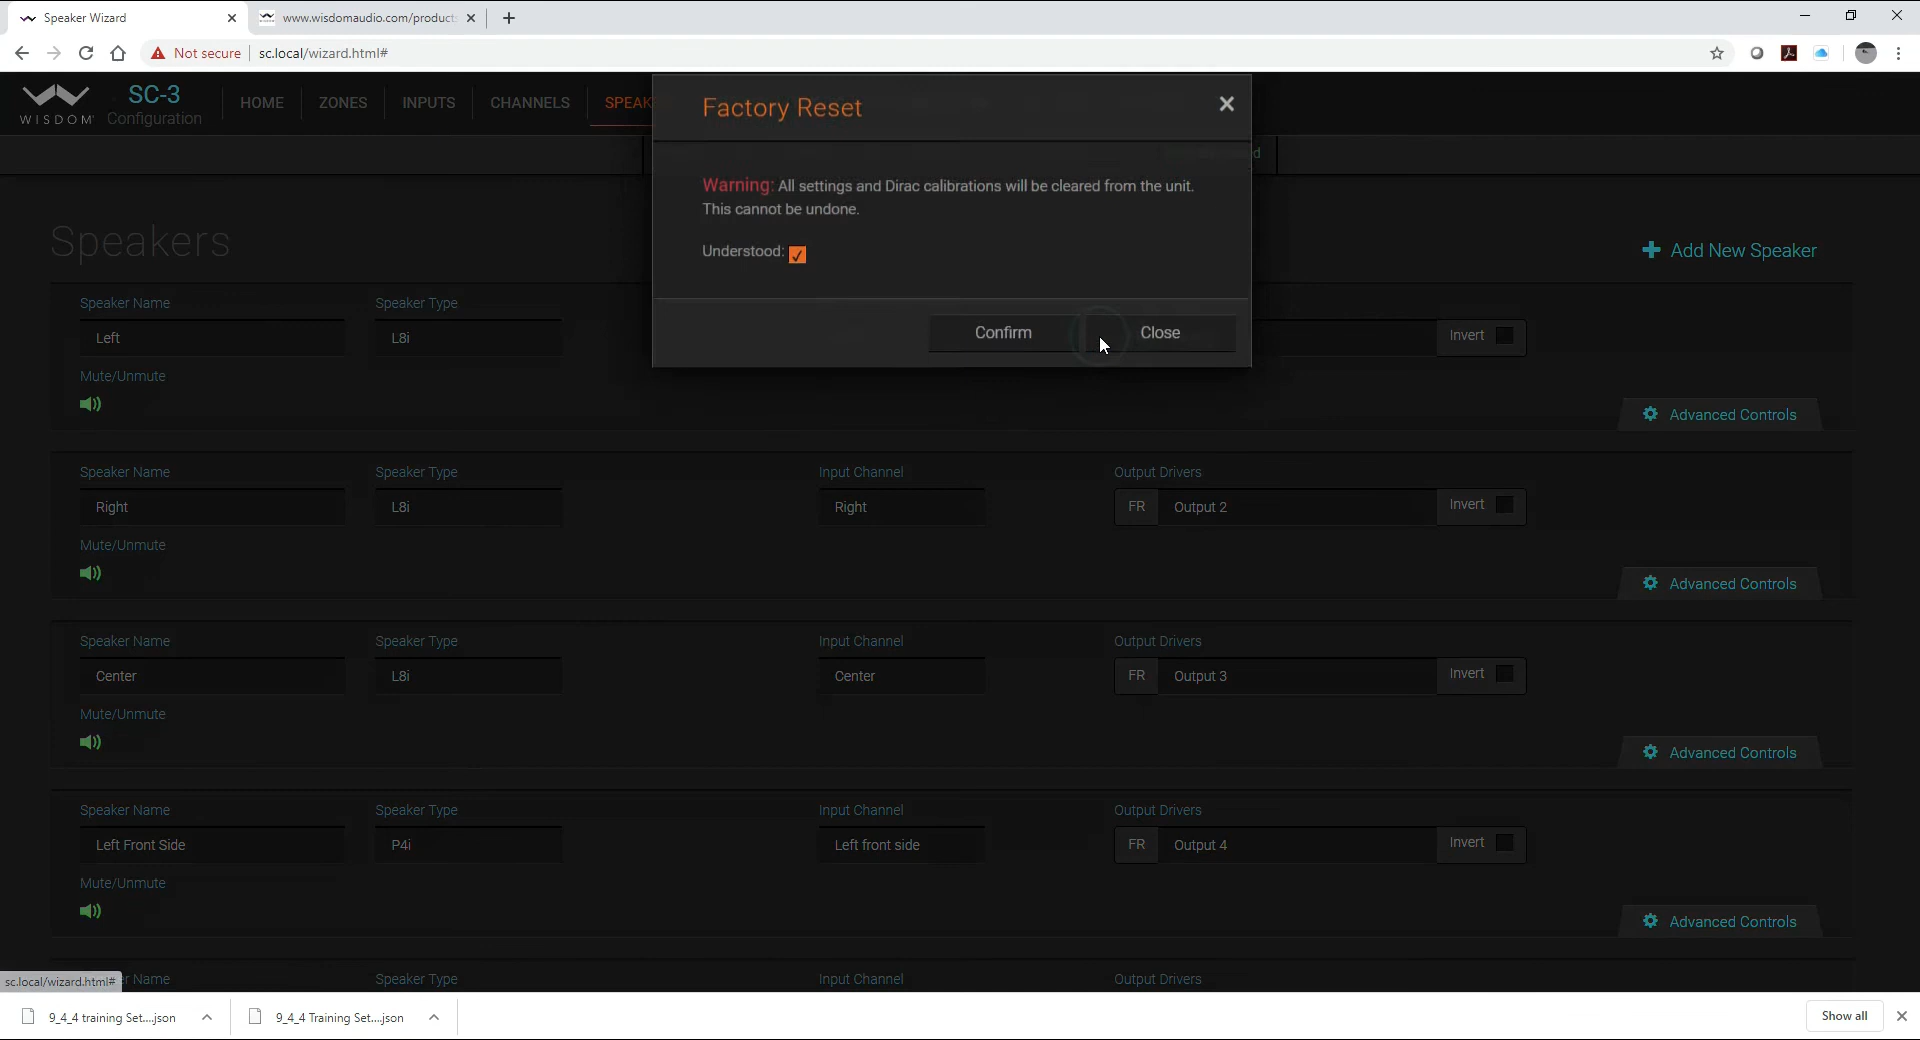 Speaker Wizard
www.wisdomaudio.com/product
Not secure
sc.local/wizard.html#
WISDOM
SC-3
Configuration
HOME
ZONES
INPUTS
CHANNELS
SPEAK
Factory Reset
Warning: All settings and Dirac calibrations will be cleared from the unit.
This cannot be undone.
Understood:
Confirm
Close
Speakers
Add New Speaker
Speaker Name
Speaker Type
Left
L8i
Invert
Mute/Unmute
Advanced Controls
Speaker Name
Speaker Type
Input Channel
Output Drivers
Right
L8i
Right
FR
Output 2
Invert
Mute/Unmute
Advanced Controls
Speaker Name
Speaker Type
Input Channel
Output Drivers
Center
L8i
Center
FR
Output 3
Invert
Mute/Unmute
Advanced Controls
Speaker Name
Speaker Type
Input Channel
Output Drivers
Left Front Side
P4i
Left front side
FR
Output 4
Invert
Mute/Unmute
Advanced Controls
sc.local/wizard.html#
r Name
Speaker Type
Input Channel
Output Drivers
9_4_4 training Set....json
9_4_4 Training Set....json
Show all